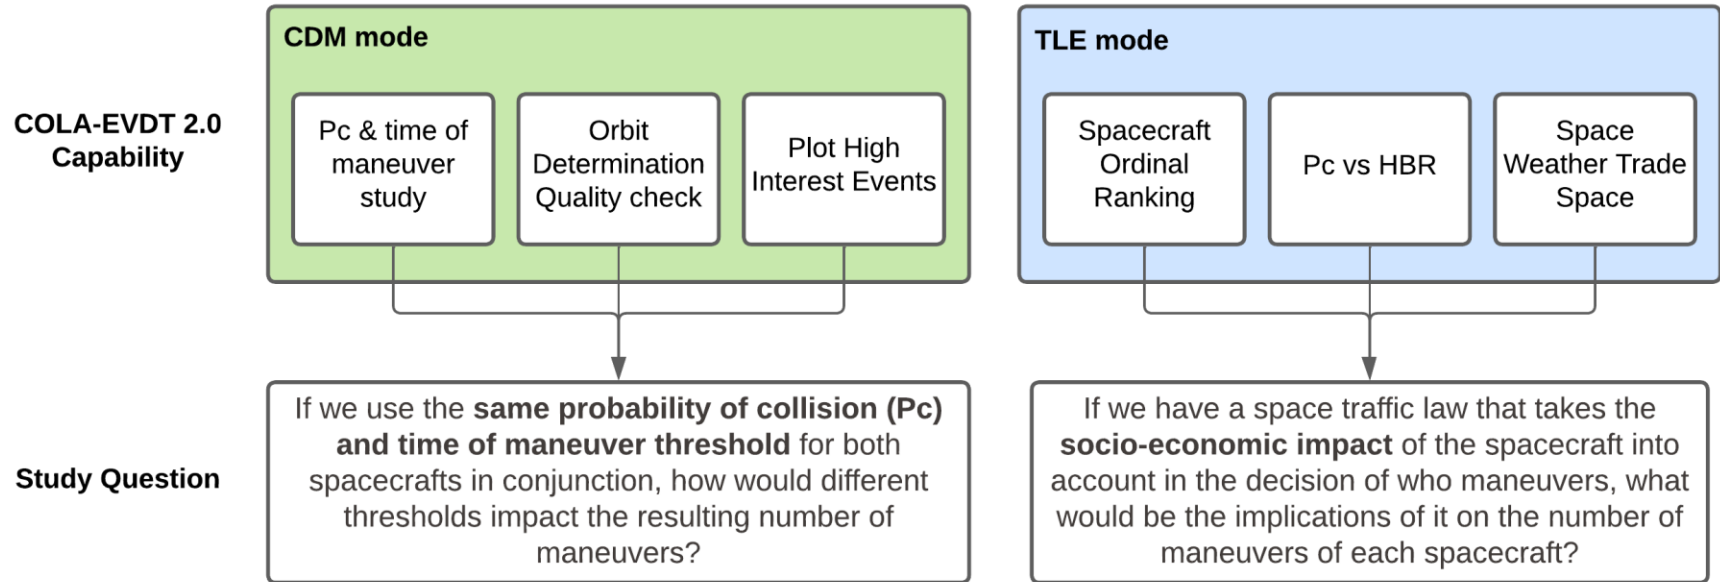 CDM mode
TLE mode
COLA-EVDT 2.0
Capability
Pc & time of
maneuver
study
Orbit
Determination
Quality check
Plot High
Interest Events
Spacecraft
Ordinal
Ranking
Pc vs HBR
Space
Weather Trade
Space
Study Question
If we use the same probability of collision (Pc)
and time of maneuver threshold for both
spacecrafts in conjunction, how would different
thresholds impact the resulting number of
maneuvers?
If we have a space traffic law that takes the
socio-economic impact of the spacecraft into
account in the decision of who maneuvers, what
would be the implications of it on the number of
maneuvers of each spacecraft?